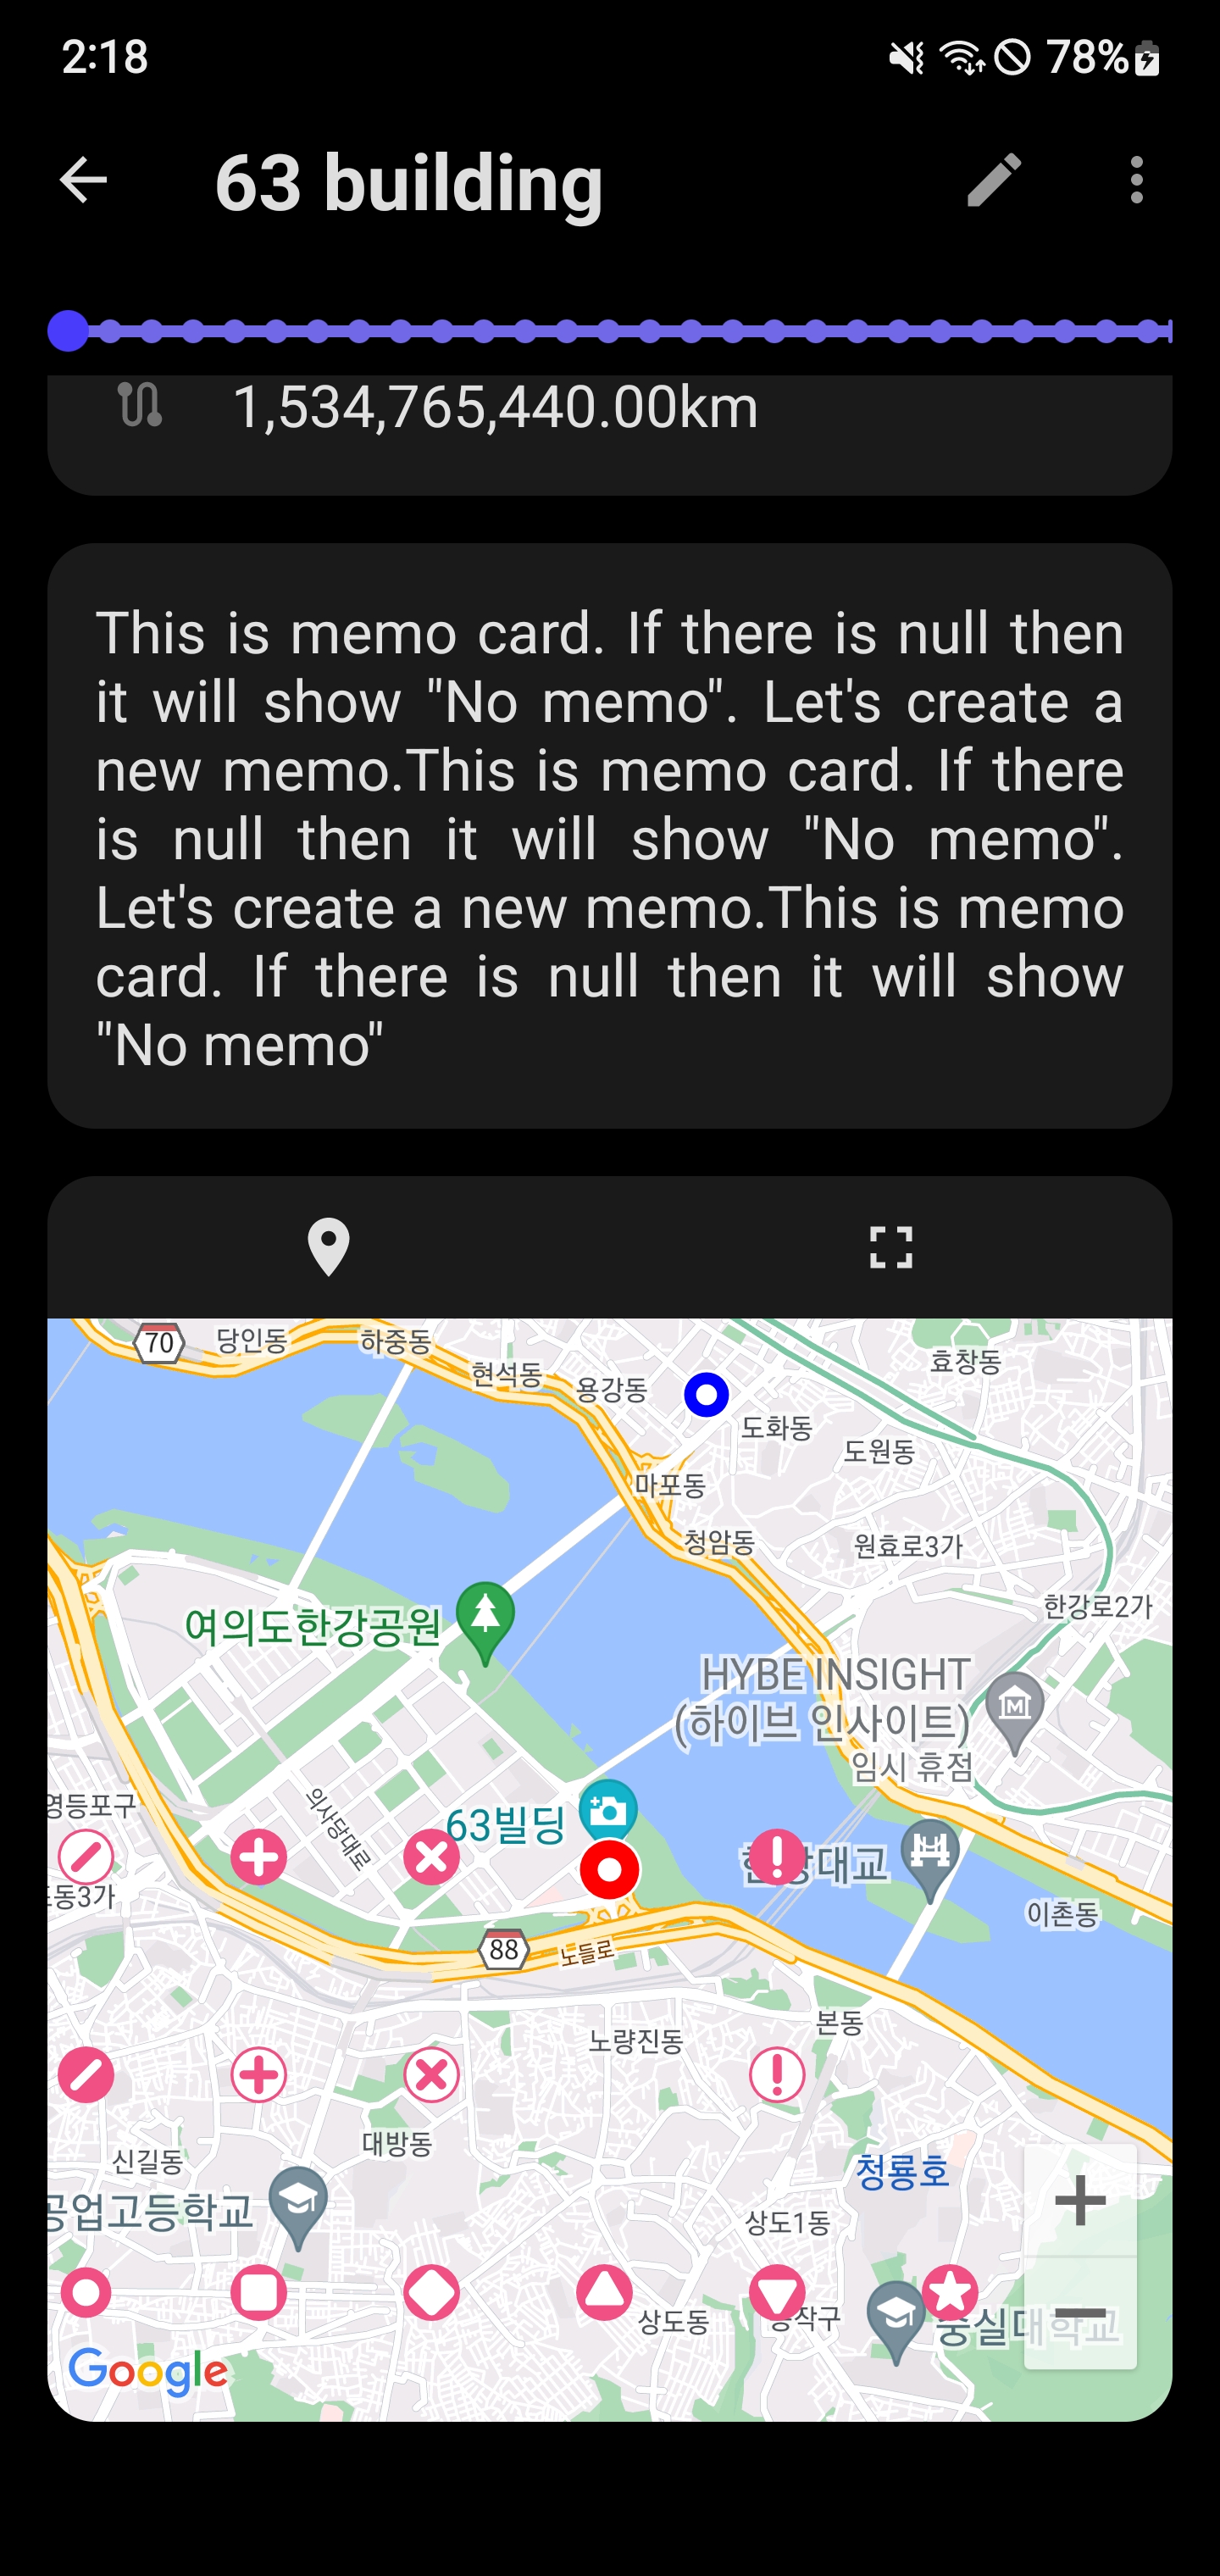 2:18
78%
63 building
1,534,765,440.00km
This is memo card. If there is null then
it will show "No memo". Let's create a
new memo.This is memo card. If there
is null then it will show "No memo".
Let's create a new memo.This is memo
card. If there is null then it will show
"No memo"
70
당인동
하중동
효창동
현석동
용강동
도화동
도원동
마포동
청암동
원효로3가
한강로2가
여의도한강공원
HYBE INSIGHT
(하이브 인사이트)
임시 휴점
영등포구
의사당대로
63빌딩
대교
동3가
이촌동
88
노들로
본동
노량진동
대방동
신길동
청룡호
공업고등학교
상도1동
+
상도동
작구
숭실대학교
−
Google